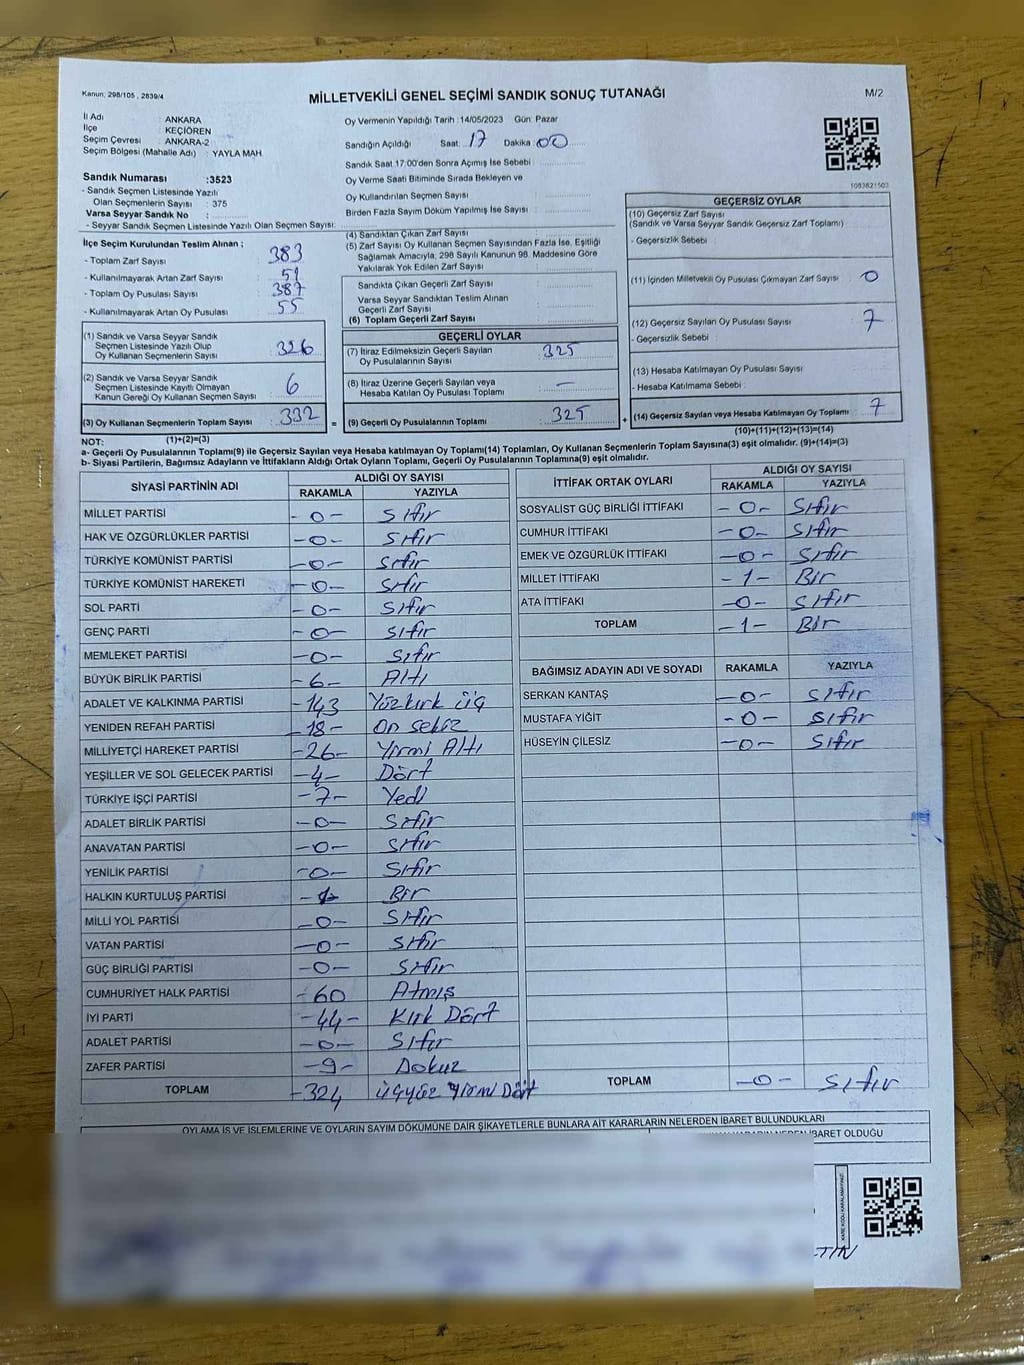 Kanun; 298/105 , 2839/4
MİLLETVEKİLİ GENEL SEÇİMİ SANDIK SONUÇ TUTANAĞI
M/2
İl Adı : ANKARA
İlçe : KEÇİÖREN
Seçim Çevresi : ANKARA-2
Seçim Bölgesi (Mahalle Adı) : YAYLA MAH
Sandık Numarası :3523
- Sandık Seçmen Listesinde Yazılı
Olan Seçmenlerin Sayısı : 375
Varsa Seyyar Sandık No :
- Seyyar Sandık Seçmen Listesinde Yazılı Olan Seçmen Sayısı:
Oy Vermenin Yapıldığı Tarih :14/05/2023 Gün: Pazar
Sandığın Açıldığı Saat: 17 Dakika 00
Sandık Saat 17:00'den Sonra Açımış İse Sebebi :
Oy Verme Saati Bitiminde Sırada Bekleyen ve
Oy Kullandırılan Seçmen Sayısı
Birden Fazla Sayım Döküm Yapılmış İse Sayısı :
1083621503
İlçe Seçim Kurulundan Teslim Alınan ;
- Toplam Zarf Sayısı : 383
- Kullanılmayarak Artan Zarf Sayısı : 51
- Toplam Oy Pusulası Sayısı : 387
- Kullanılmayarak Artan Oy Pusulası : 55
(1) Sandık ve Varsa Seyyar Sandık
Seçmen Listesinde Yazılı Olup
Oy Kullanan Seçmenlerin Sayısı : 326
(2) Sandık ve Varsa Seyyar Sandık
Seçmen Listesinde Kayıtlı Olmayan
Kanun Gereği Oy Kullanan Seçmen Sayısı : 6
(3) Oy Kullanan Seçmenlerin Toplam Sayısı : 332 =
(4) Sandıktan Çıkan Zarf Sayısı :
(5) Zarf Sayısı Oy Kullanan Seçmen Sayısından Fazla İse, Eşitliği
Sağlamak Amacıyla, 298 Sayılı Kanunun 98. Maddesine Göre
Yakılarak Yok Edilen Zarf Sayısı :
Sandıkta Çıkan Geçerli Zarf Sayısı :
Varsa Seyyar Sandıktan Teslim Alınan
Geçerli Zarf Sayısı :
(6) Toplam Geçerli Zarf Sayısı :
GEÇERLİ OYLAR
(7) İtiraz Edilmeksizin Geçerli Sayılan
Oy Pusulalarının Sayısı : 325
(8) İtiraz Üzerine Geçerli Sayılan veya
Hesaba Katılan Oy Pusulası Toplamı : —
(9) Geçerli Oy Pusulalarının Toplamı : 325 +
GEÇERSİZ OYLAR
(10) Geçersiz Zarf Sayısı
(Sandık ve Varsa Seyyar Sandık Geçersiz Zarf Toplamı)
- Geçersizlik Sebebi :
(11) İçinden Milletvekili Oy Pusulası Çıkmayan Zarf Sayısı : 0
(12) Geçersiz Sayılan Oy Pusulası Sayısı : 7
- Geçersizlik Sebebi :
(13) Hesaba Katılmayan Oy Pusulası Sayısı :
- Hesaba Katılmama Sebebi :
(14) Geçersiz Sayılan veya Hesaba Katılmayan Oy Toplamı : 7
NOT: (1)+(2)=(3) (10)+(11)+(12)+(13)=(14)
a- Geçerli Oy Pusulasının Toplamı(9) ile Geçersiz Sayılan veya Hesaba katılmayan Oy Toplamı(14) Toplamları, Oy Kullanan Seçmenlerin Toplam Sayısına(3) eşit olmalıdır. (9)+(14)=(3)
b- Siyasi Partilerin, Bağımsız Adayların ve İttifakların Aldığı Ortak Oyların Toplamı, Geçerli Oy Pusulasının Toplamına(9) eşit olmalıdır.
SİYASİ PARTİNİN ADI ALDIĞI OY SAYISI
RAKAMLA YAZIYLA
MİLLET PARTİSİ -0- Sıfır
HAK VE ÖZGÜRLÜKLER PARTİSİ -0- Sıfır
TÜRKİYE KOMÜNİST PARTİSİ -0- Sıfır
TÜRKİYE KOMÜNİST HAREKETİ -0- Sıfır
SOL PARTİ -0- Sıfır
GENÇ PARTİ -0- Sıfır
MEMLEKET PARTİSİ -0- Sıfır
BÜYÜK BİRLİK PARTİSİ -6- Altı
ADALET VE KALKINMA PARTİSİ -143 Yüzkırk üç
YENİDEN REFAH PARTİSİ -18- On sekiz
MİLLİYETÇİ HAREKET PARTİSİ -26- Yirmi Altı
YEŞİLLER VE SOL GELECEK PARTİSİ -4- Dört
TÜRKİYE İŞÇİ PARTİSİ -7- Yedi
ADALET BİRLİK PARTİSİ -0- Sıfır
ANAVATAN PARTİSİ -0- Sıfır
YENİLİK PARTİSİ -0- Sıfır
HALKIN KURTULUŞ PARTİSİ -1- Bir
MİLLİ YOL PARTİSİ -0- Sıfır
VATAN PARTİSİ -0- Sıfır
GÜÇ BİRLİĞİ PARTİSİ -0- Sıfır
CUMHURİYET HALK PARTİSİ -60 Atmış
İYİ PARTİ -44- Kırk Dört
ADALET PARTİSİ -0- Sıfır
ZAFER PARTİSİ -9- Dokuz
TOPLAM -324 üçyüz yirmi Dört
İTTİFAK ORTAK OYLARI ALDIĞI OY SAYISI
RAKAMLA YAZIYLA
SOSYALİST GÜÇ BİRLİĞİ İTTİFAKI -0- Sıfır
CUMHUR İTTİFAKI -0- Sıfır
EMEK VE ÖZGÜRLÜK İTTİFAKI -0- Sıfır
MİLLET İTTİFAKI -1- Bir
ATA İTTİFAKI -0- Sıfır
TOPLAM -1- Bir
BAĞIMSIZ ADAYIN ADI VE SOYADI RAKAMLA YAZIYLA
SERKAN KANTAŞ -0- Sıfır
MUSTAFA YİĞİT -0- Sıfır
HÜSEYİN ÇİLESİZ -0- Sıfır
TOPLAM -0- Sıfır
OYLAMA İŞ VE İŞLEMLERİNE VE OYLARIN SAYIM DÖKÜMÜNE DAİR ŞİKAYETLERLE BUNLARA AİT KARARLARIN NELERDEN İBARET BULUNDUKLARI
İBARET OLDUĞU